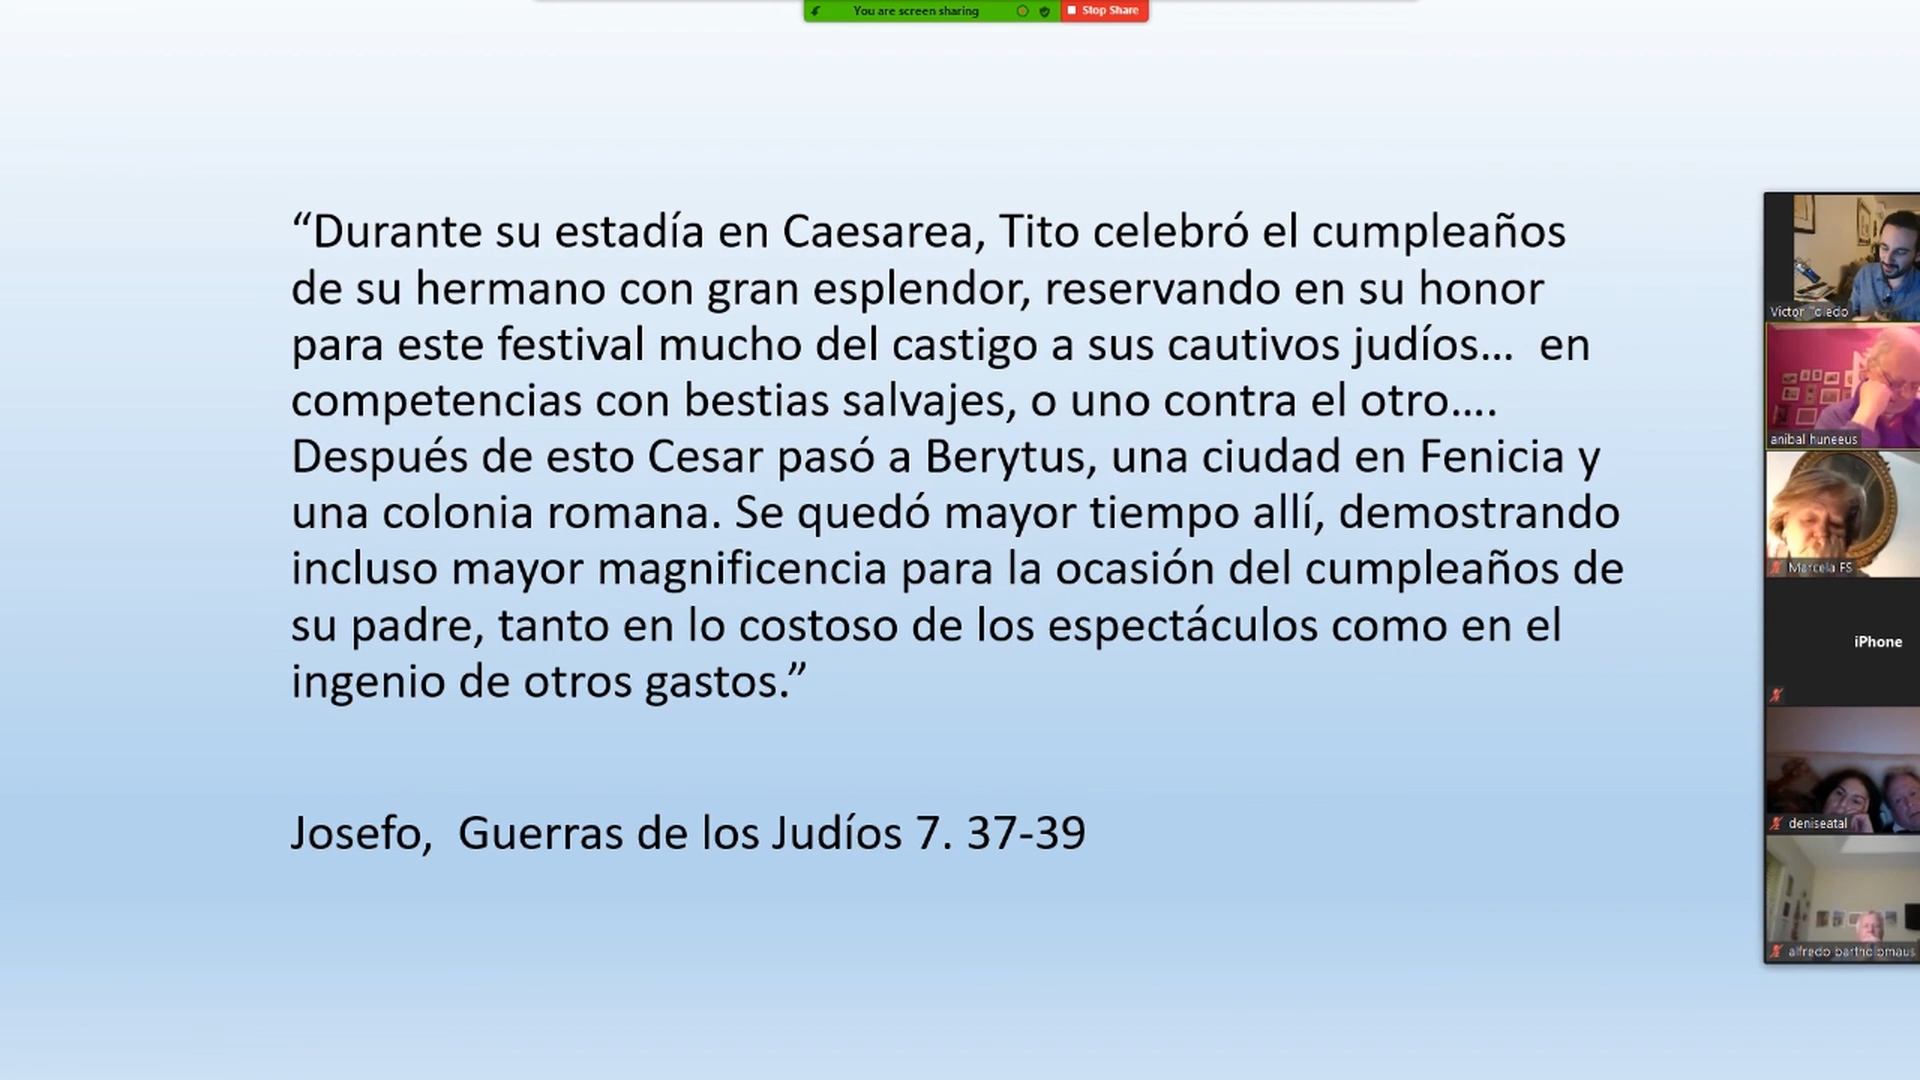 You are screen sharing
Stop Share
“Durante su estadía en Caesarea, Tito celebró el cumpleaños
de su hermano con gran esplendor, reservando en su honor
para este festival mucho del castigo a sus cautivos judíos...  en
competencias con bestias salvajes, o uno contra el otro….
Después de esto Cesar pasó a Berytus, una ciudad en Fenicia y
una colonia romana. Se quedó mayor tiempo allí, demostrando
incluso mayor magnificencia para la ocasión del cumpleaños de
su padre, tanto en lo costoso de los espectáculos como en el
ingenio de otros gastos.”
Josefo,  Guerras de los Judíos 7. 37-39
Victor Toledo
anibal huneeus
Marcela FS
iPhone
deniseatal
alfredo bartholomaus